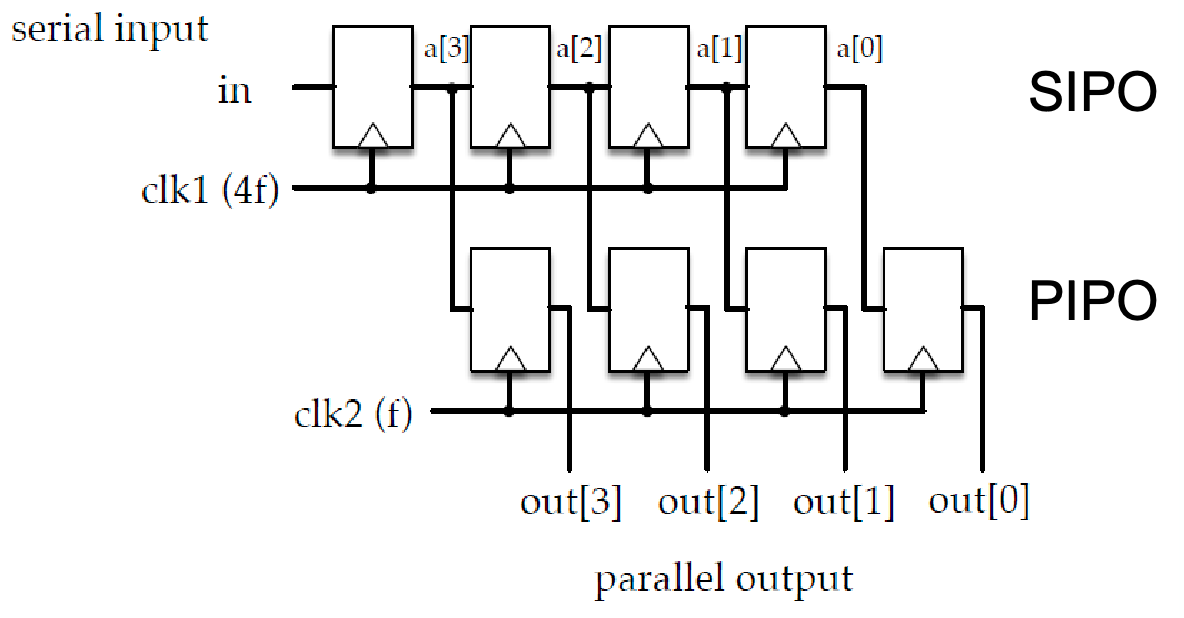 serial input
a[3] a[2] a[1] a[0]
in
SIPO
clk1 (4f)
PIPO
clk2 (f)
out[3] out[2] out[1] out[0]
parallel output